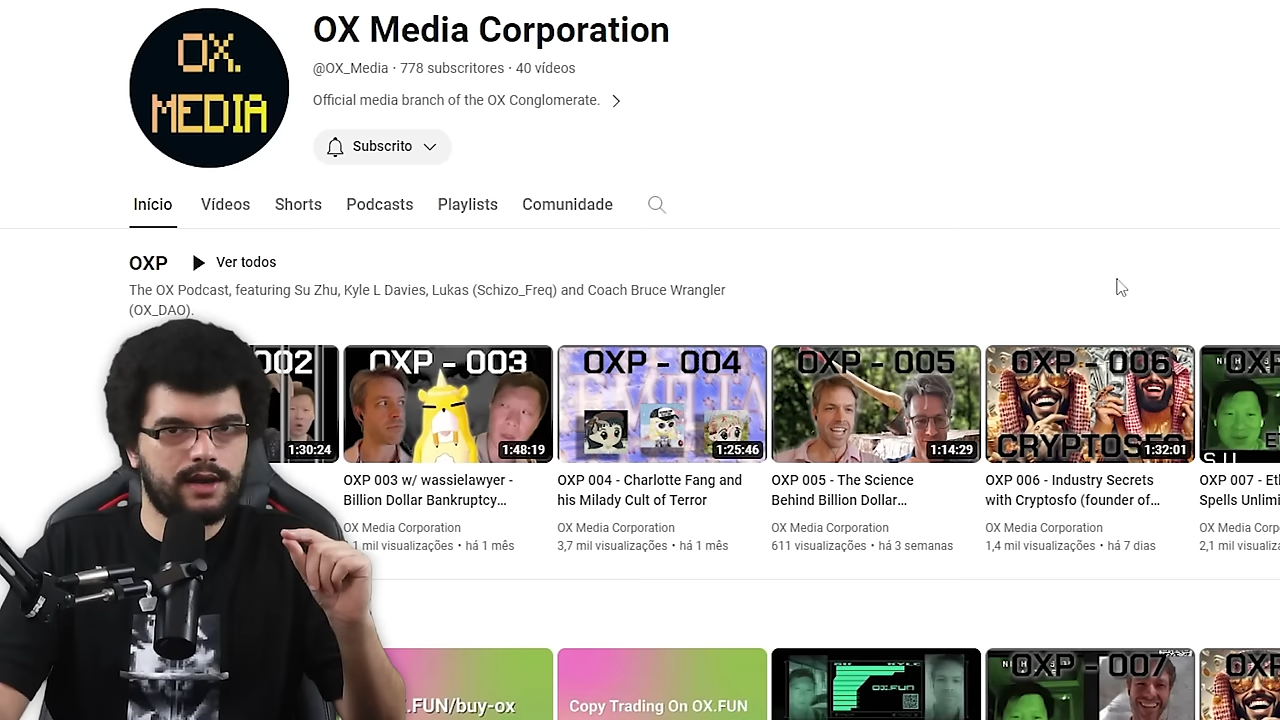 OX.
MEDIA
OX Media Corporation
@OX_Media · 778 subscritores · 40 vídeos
Official media branch of the OX Conglomerate.
Subscrito
Início
Vídeos
Shorts
Podcasts
Playlists
Comunidade
OXP
Ver todos
The OX Podcast, featuring Su Zhu, Kyle L Davies, Lukas (Schizo_Freq) and Coach Bruce Wrangler
(OX_DAO).
002
1:30:24
OXP - 003
1:48:19
OXP - 004
1:25:46
OXP - 005
1:14:29
OXP - 006
CRYPTOSFO
1:32:01
OXP
SU
OXP 003 w/ wassielawyer -
Billion Dollar Bankruptcy...
OX Media Corporation
1 mil visualizações • há 1 mês
OXP 004 - Charlotte Fang and
his Milady Cult of Terror
OX Media Corporation
3,7 mil visualizações • há 1 mês
OXP 005 - The Science
Behind Billion Dollar...
OX Media Corporation
611 visualizações • há 3 semanas
OXP 006 - Industry Secrets
with Cryptosfo (founder of...
OX Media Corporation
1,4 mil visualizações • há 7 dias
OXP 007 -
Spells
OX Media
2,1 mil
.FUN/buy-ox
Copy Trading On OX.FUN
OX.FUN
OXP - 007
OXP